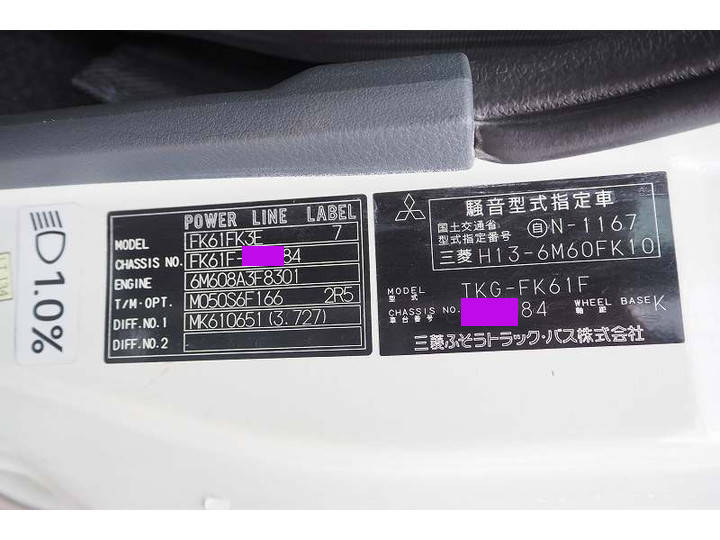 1.0%
POWER LINE LABEL
MODEL FK61FK3E 7
CHASSIS NO. FK61F- 84
ENGINE 6M608A3F8301
T/M-OPT. M050S6F166 2R5
DIFF.NO.1 MK610651(3.727)
DIFF.NO.2
騒音型式指定車
国土交通省 自N-1167
型式指定番号
三菱 H13-6M60FK10
MODEL 型式 TKG-FK61F
CHASSIS NO. 車台番号 84 WHEEL BASE 軸距 K
三菱ふそうトラック・バス株式会社